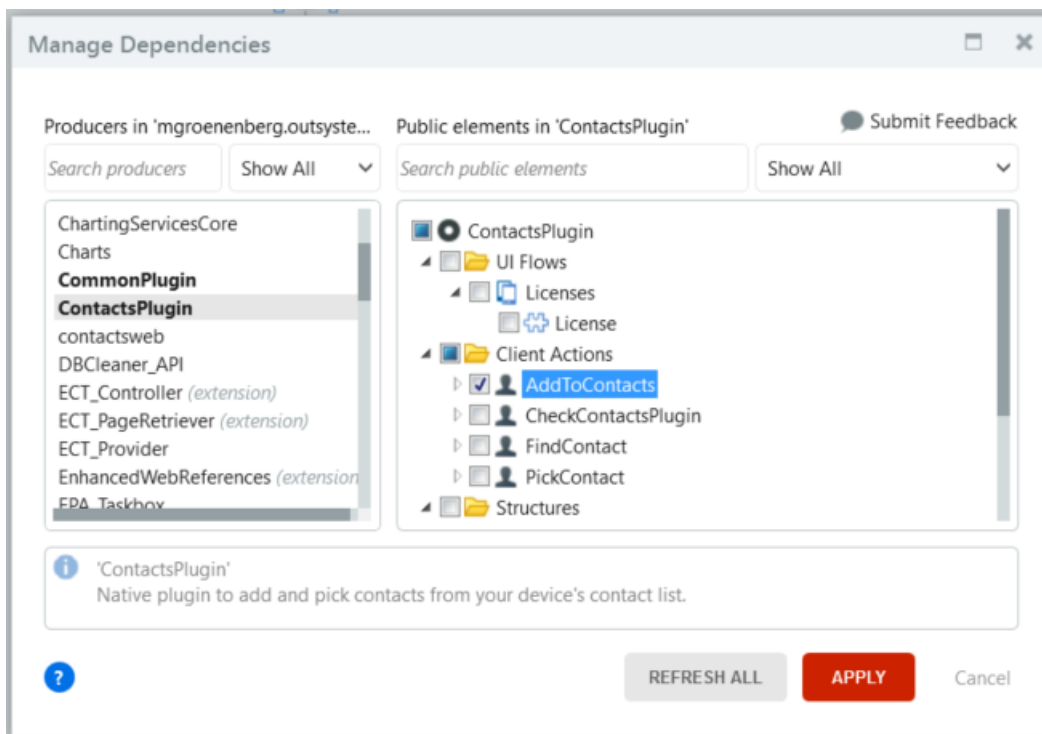 Manage Dependencies
Producers in 'mgroenenberg.outsyste...
Public elements in 'ContactsPlugin'
Submit Feedback
Search producers
Show All
Search public elements
Show All
ChartingServicesCore
Charts
CommonPlugin
ContactsPlugin
contactsweb
DBCleaner_API
ECT_Controller (extension)
ECT_PageRetriever (extension)
ECT_Provider
EnhancedWebReferences (extension
EPA_Taskbox
ContactsPlugin
UI Flows
Licenses
License
Client Actions
AddToContacts
CheckContactsPlugin
FindContact
PickContact
Structures
'ContactsPlugin'
Native plugin to add and pick contacts from your device's contact list.
?
REFRESH ALL
APPLY
Cancel